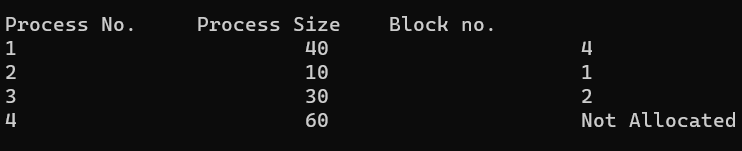 Process No. Process Size Block no.
1 40 4
2 10 1
3 30 2
4 60 Not Allocated